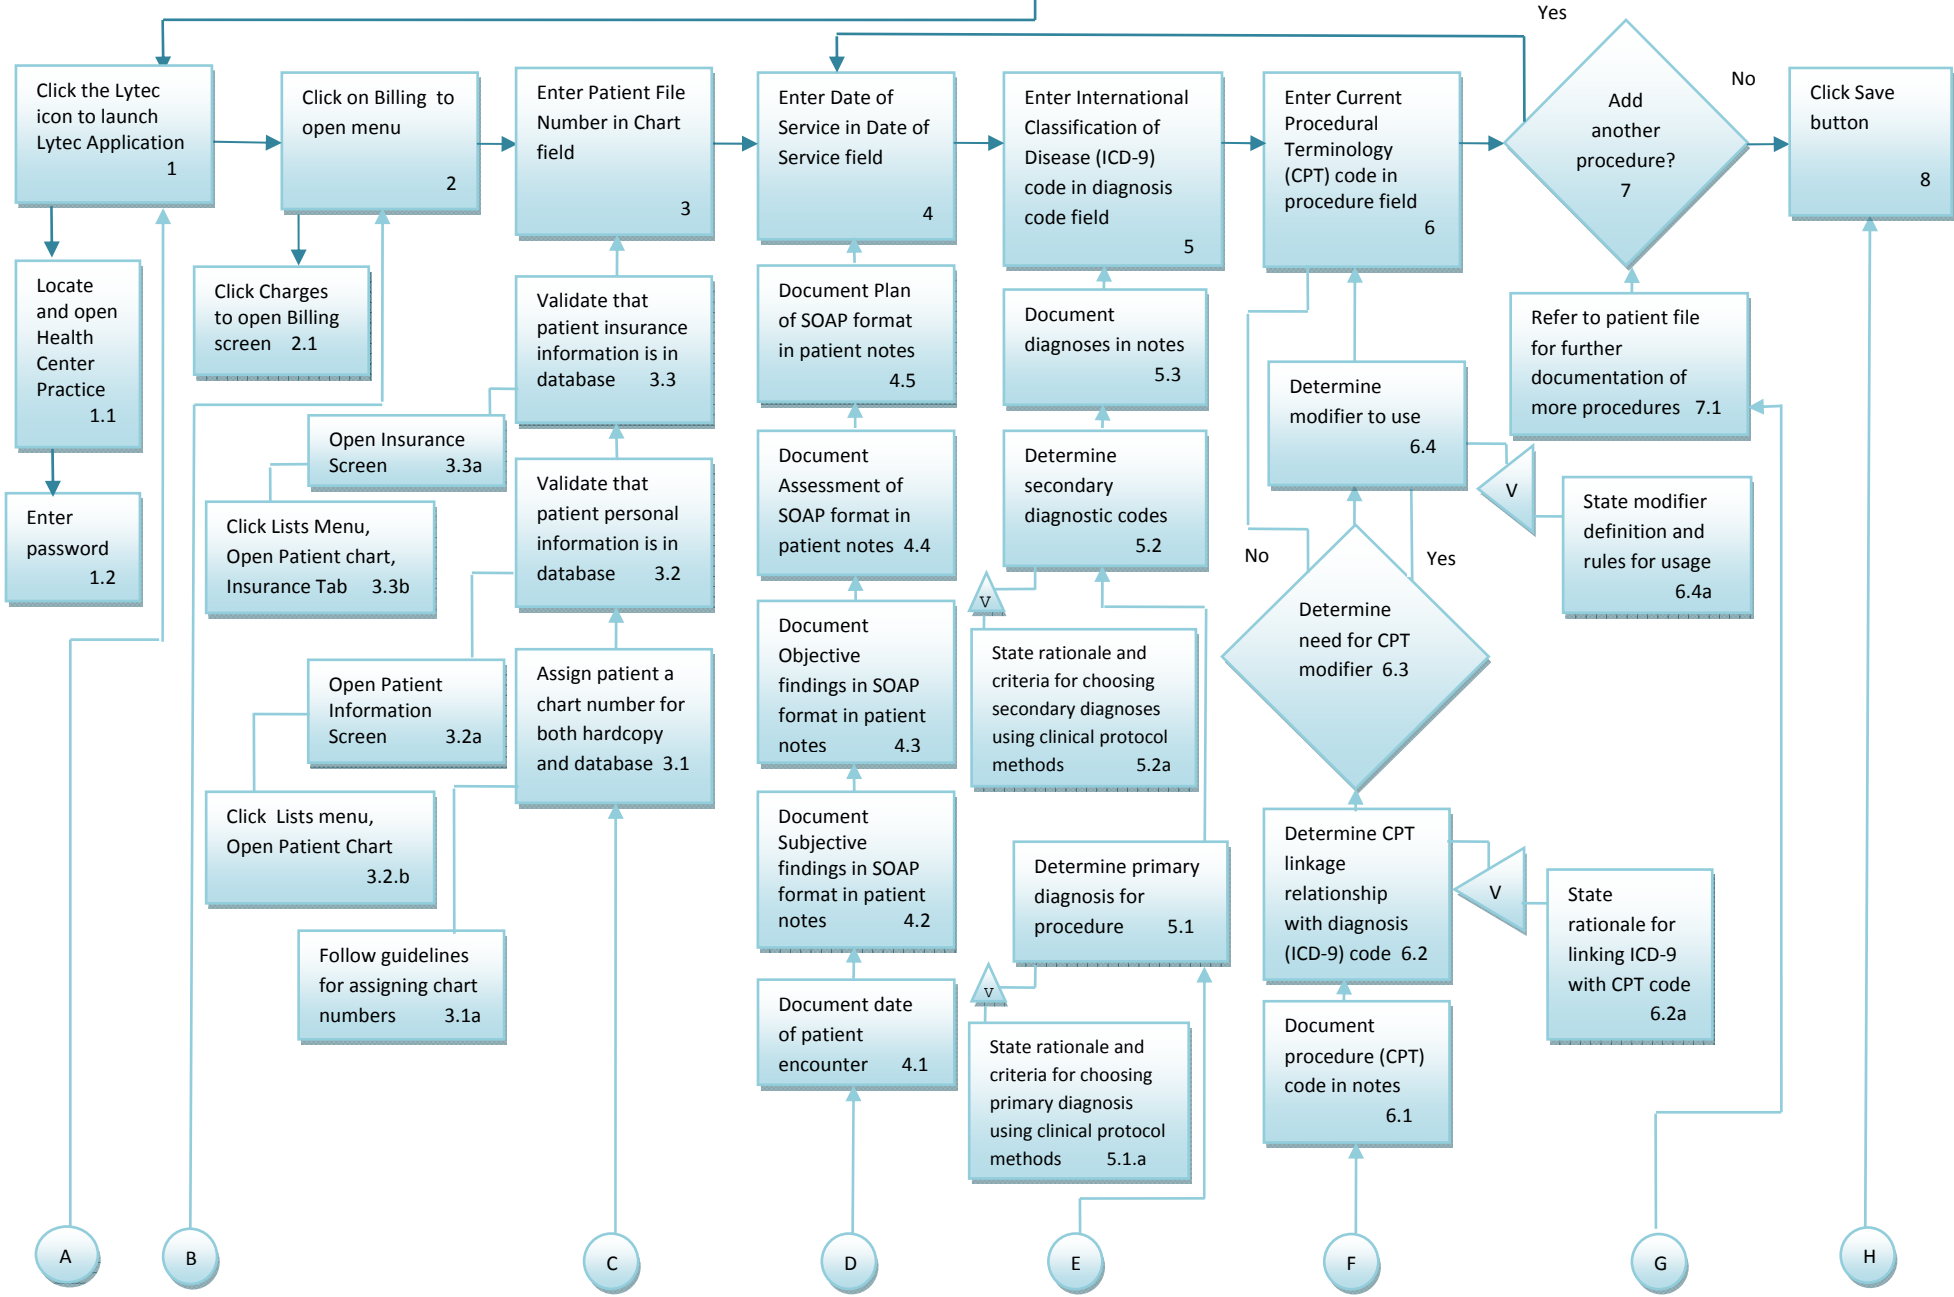 Click the Lytec
icon to launch
Lytec Application
1
Click on Billing to
open menu
2
Enter Patient File
Number in Chart
field
3
Enter Date of
Service in Date of
Service field
4
Enter International
Classification of
Disease (ICD-9)
code in diagnosis
code field
5
Enter Current
Procedural
Terminology
(CPT) code in
procedure field
6
Yes
Add
another
procedure?
7
No
Click Save
button
8
Locate
and open
Health
Center
Practice
1.1
Enter
password
1.2
Click Charges
to open Billing
screen 2.1
Validate that
patient insurance
information is in
database 3.3
Open Insurance
Screen 3.3a
Click Lists Menu,
Open Patient chart,
Insurance Tab 3.3b
Validate that
patient personal
information is in
database 3.2
Open Patient
Information
Screen 3.2a
Click Lists menu,
Open Patient Chart
3.2.b
Assign patient a
chart number for
both hardcopy
and database 3.1
Follow guidelines
for assigning chart
numbers 3.1a
Document Plan
of SOAP format
in patient notes
4.5
Document
Assessment of
SOAP format in
patient notes 4.4
Document
Objective
findings in SOAP
format in patient
notes 4.3
Document
Subjective
findings in SOAP
format in patient
notes 4.2
Document date
of patient
encounter 4.1
Document
diagnoses in notes
5.3
Determine
secondary
diagnostic codes
5.2
V
State rationale and
criteria for choosing
secondary diagnoses
using clinical protocol
methods 5.2a
Determine primary
diagnosis for
procedure 5.1
V
State rationale and
criteria for choosing
primary diagnosis
using clinical protocol
methods 5.1.a
Determine
modifier to use
6.4
V
State modifier
definition and
rules for usage
6.4a
No
Yes
Determine
need for CPT
modifier 6.3
Determine CPT
linkage
relationship
with diagnosis
(ICD-9) code 6.2
V
State
rationale for
linking ICD-9
with CPT code
6.2a
Document
procedure (CPT)
code in notes
6.1
Refer to patient file
for further
documentation of
more procedures 7.1
A
B
C
D
E
F
G
H